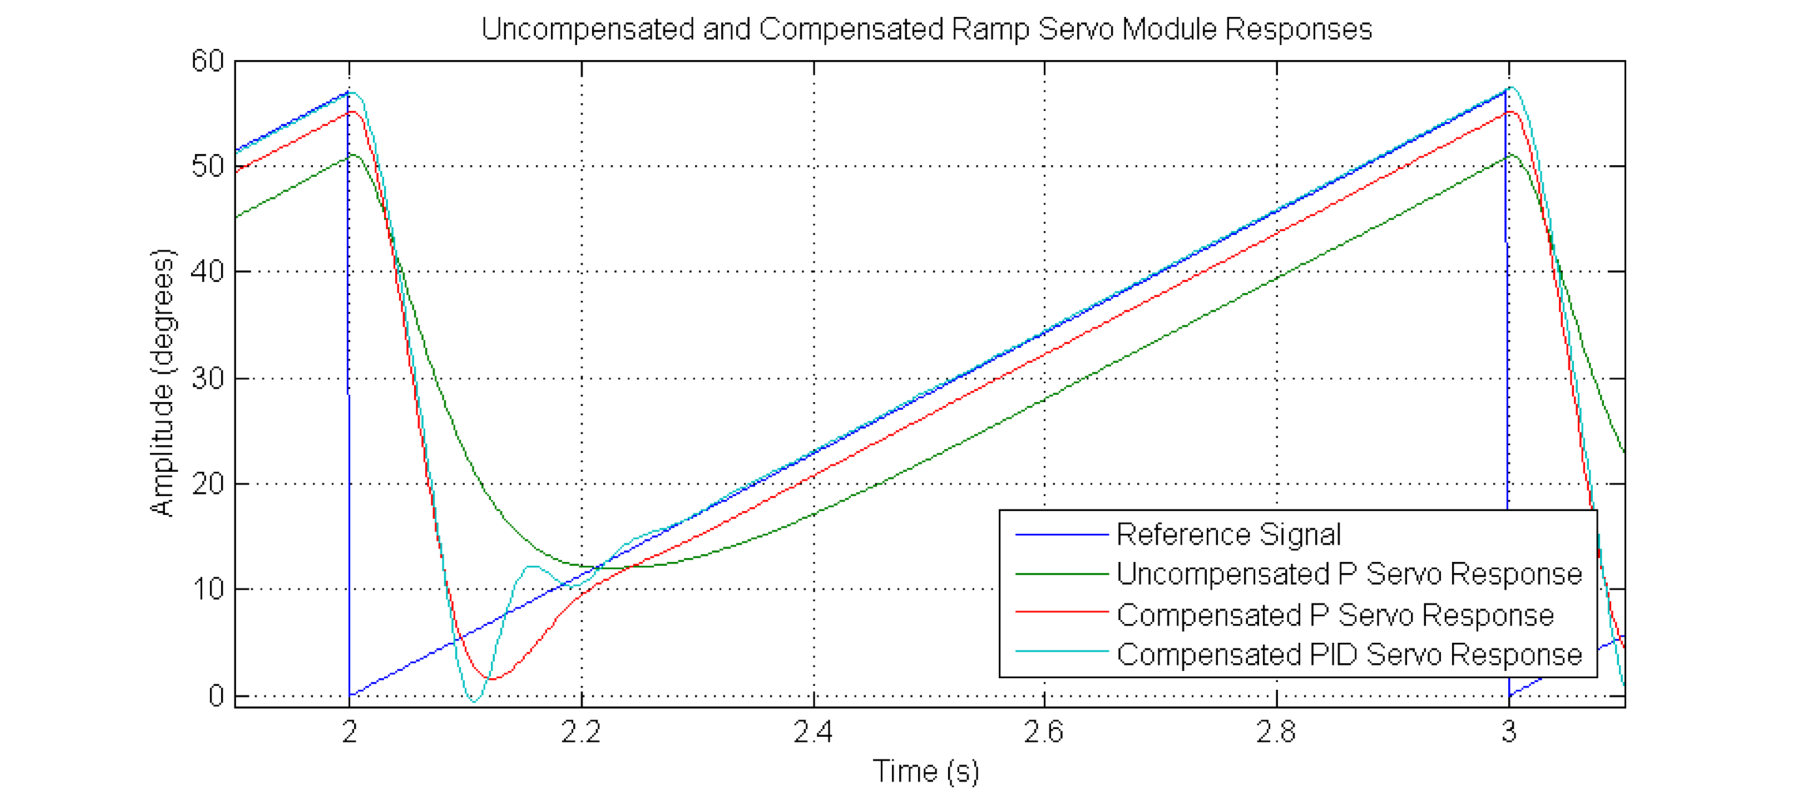 Uncompensated and Compensated Ramp Servo Module Responses
60
50
40
30
20
10
0
Amplitude (degrees)
2
2.2
2.4
2.6
2.8
3
Time (s)
Reference Signal
Uncompensated P Servo Response
Compensated P Servo Response
Compensated PID Servo Response